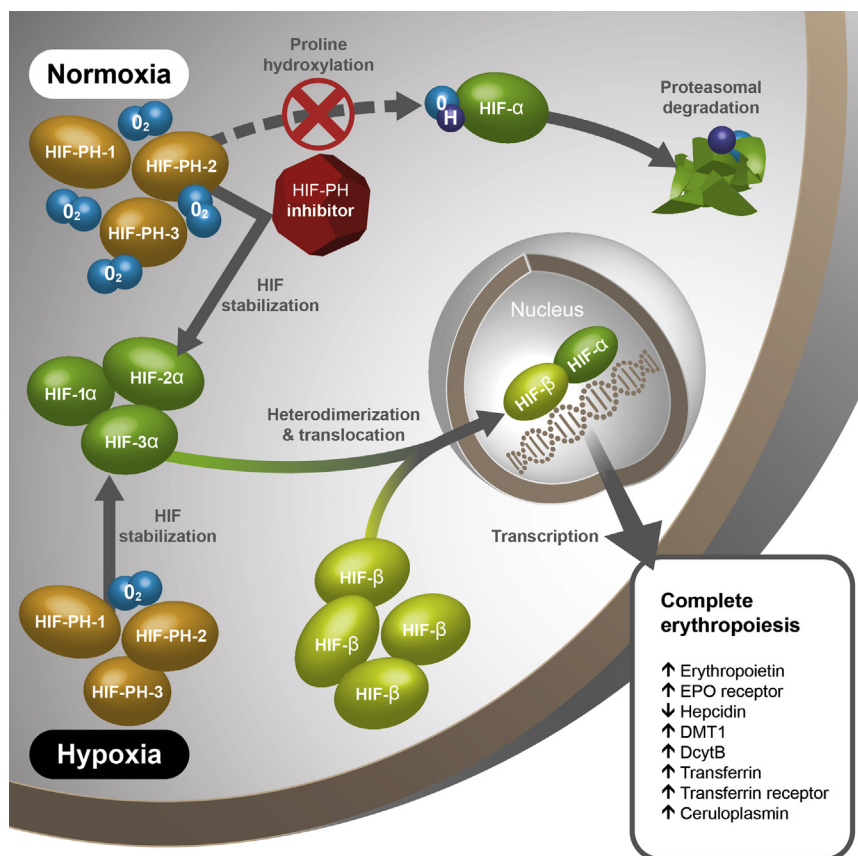 Normoxia
Proline
hydroxylation
O₂
HIF-PH-1
HIF-PH-2
O₂
O₂
HIF-PH-3
O₂
HIF-PH
inhibitor
O
H
HIF-α
Proteasomal
degradation
HIF
stabilization
HIF-1α
HIF-2α
HIF-3α
Heterodimerization
& translocation
Nucleus
HIF-β
HIF-α
HIF
stabilization
O₂
HIF-PH-1
HIF-PH-2
HIF-PH-3
Hypoxia
HIF-β
HIF-β
HIF-β
HIF-β
Transcription
Complete
erythropoiesis
↑ Erythropoietin
↑ EPO receptor
↓ Hepcidin
↑ DMT1
↑ DcytB
↑ Transferrin
↑ Transferrin receptor
↑ Ceruloplasmin